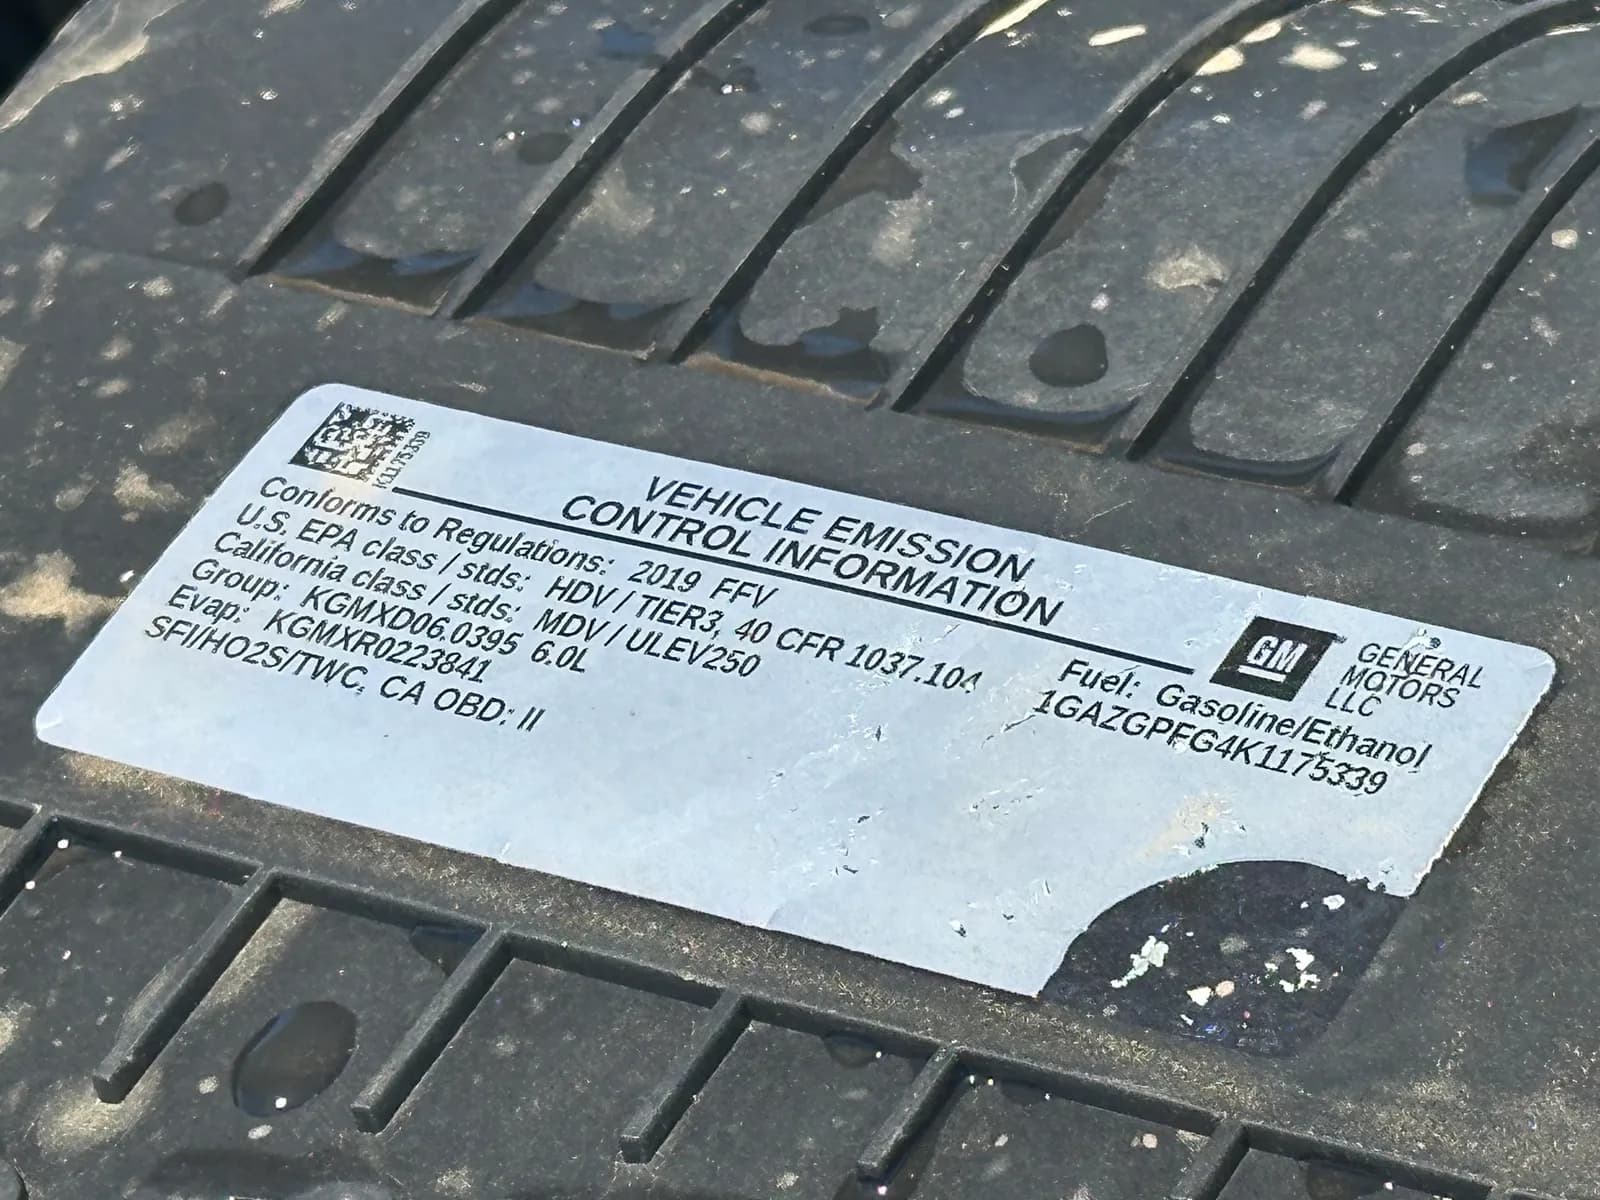 K1175339
VEHICLE EMISSION
CONTROL INFORMATION
GM
GENERAL
MOTORS
LLC
Conforms to Regulations: 2019 FFV
U.S. EPA class / stds: HDV / TIER3, 40 CFR 1037.104
California class / stds: MDV / ULEV250
Group: KGMXD06.0395 6.0L
Evap: KGMXR0223841
SFI/HO2S/TWC, CA OBD: II
Fuel: Gasoline/Ethanol
1GAZGPFG4K1175339